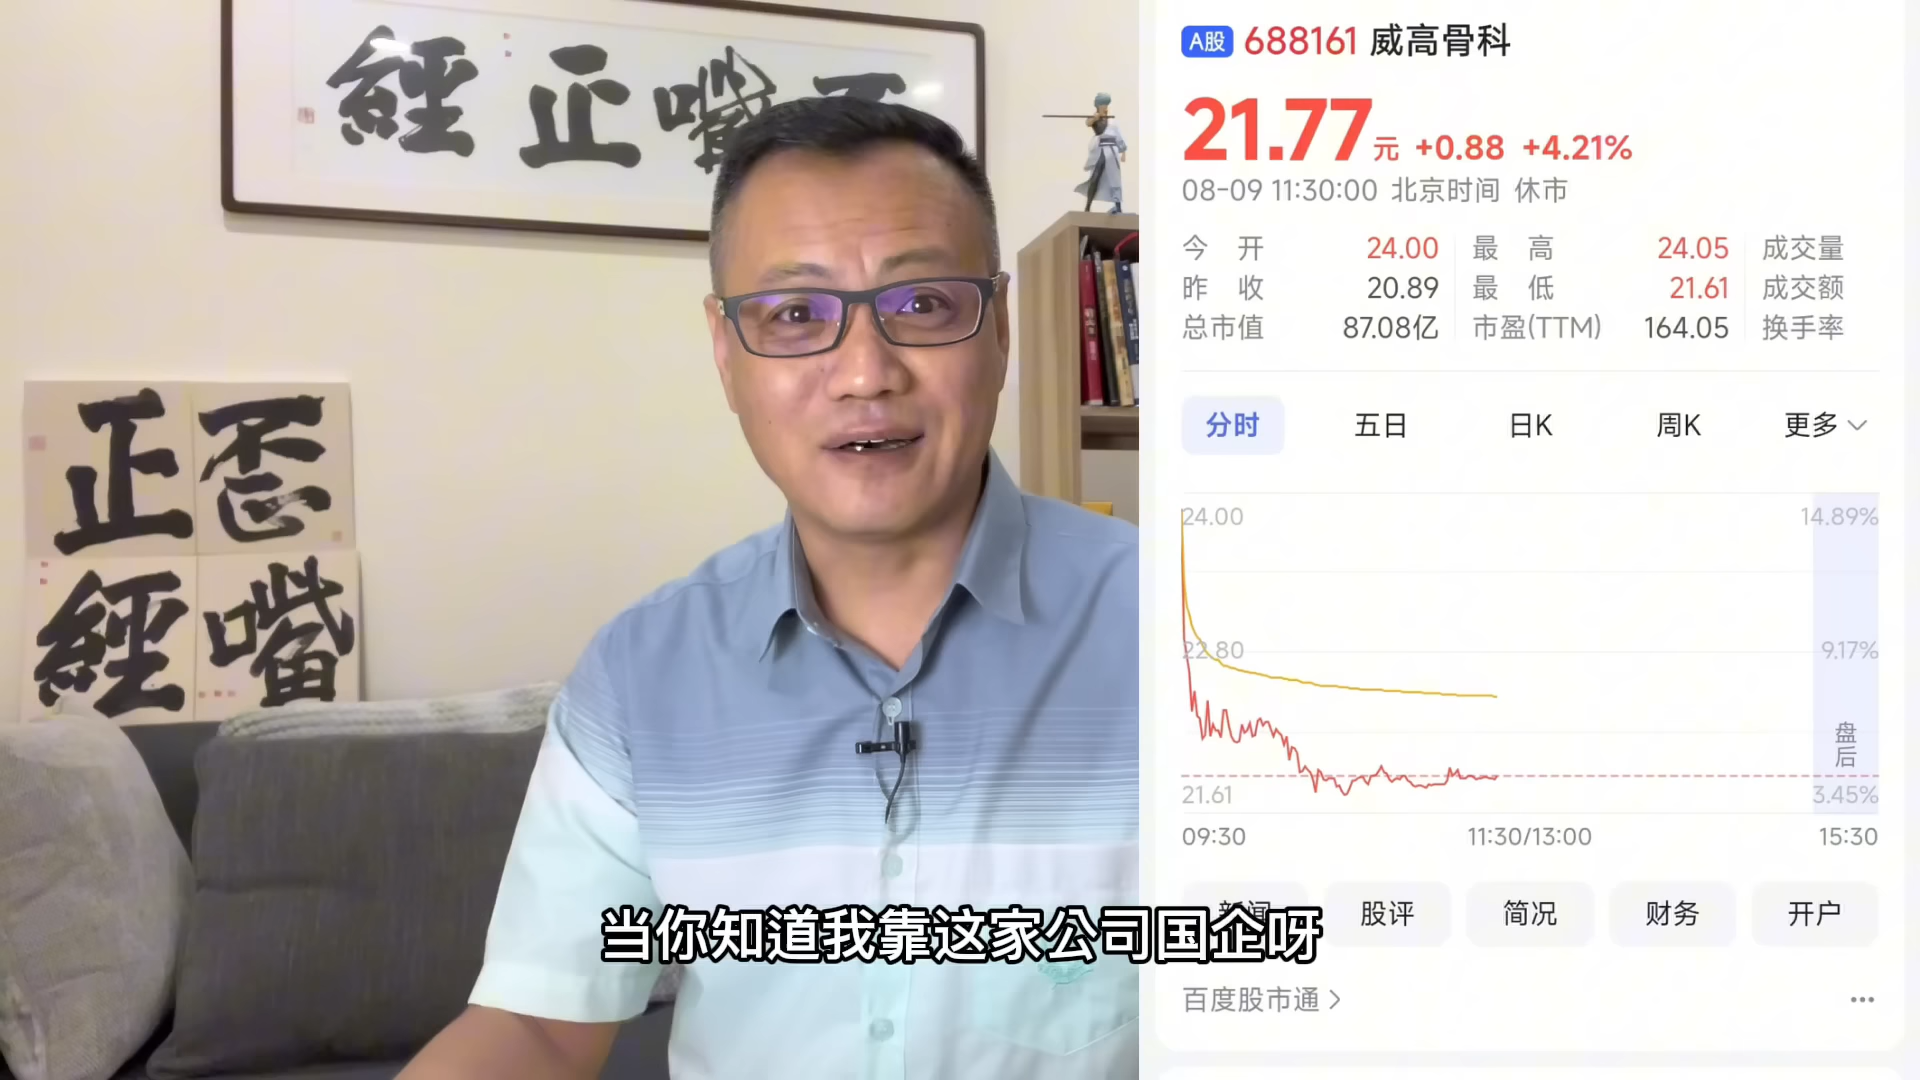 經正嘴歪
正歪
經嘴
A股 688161 威高骨科
21.77元 +0.88 +4.21%
08-09 11:30:00 北京时间 休市
今开 24.00 最高 24.05 成交量
昨收 20.89 最低 21.61 成交额
总市值 87.08亿 市盈(TTM) 164.05 换手率
分时 五日 日K 周K 更多
24.00 14.89%
22.80 9.17%
盘后
21.61 3.45%
09:30 11:30/13:00 15:30
新闻 股评 简况 财务 开户
当你知道我靠这家公司国企呀
百度股市通